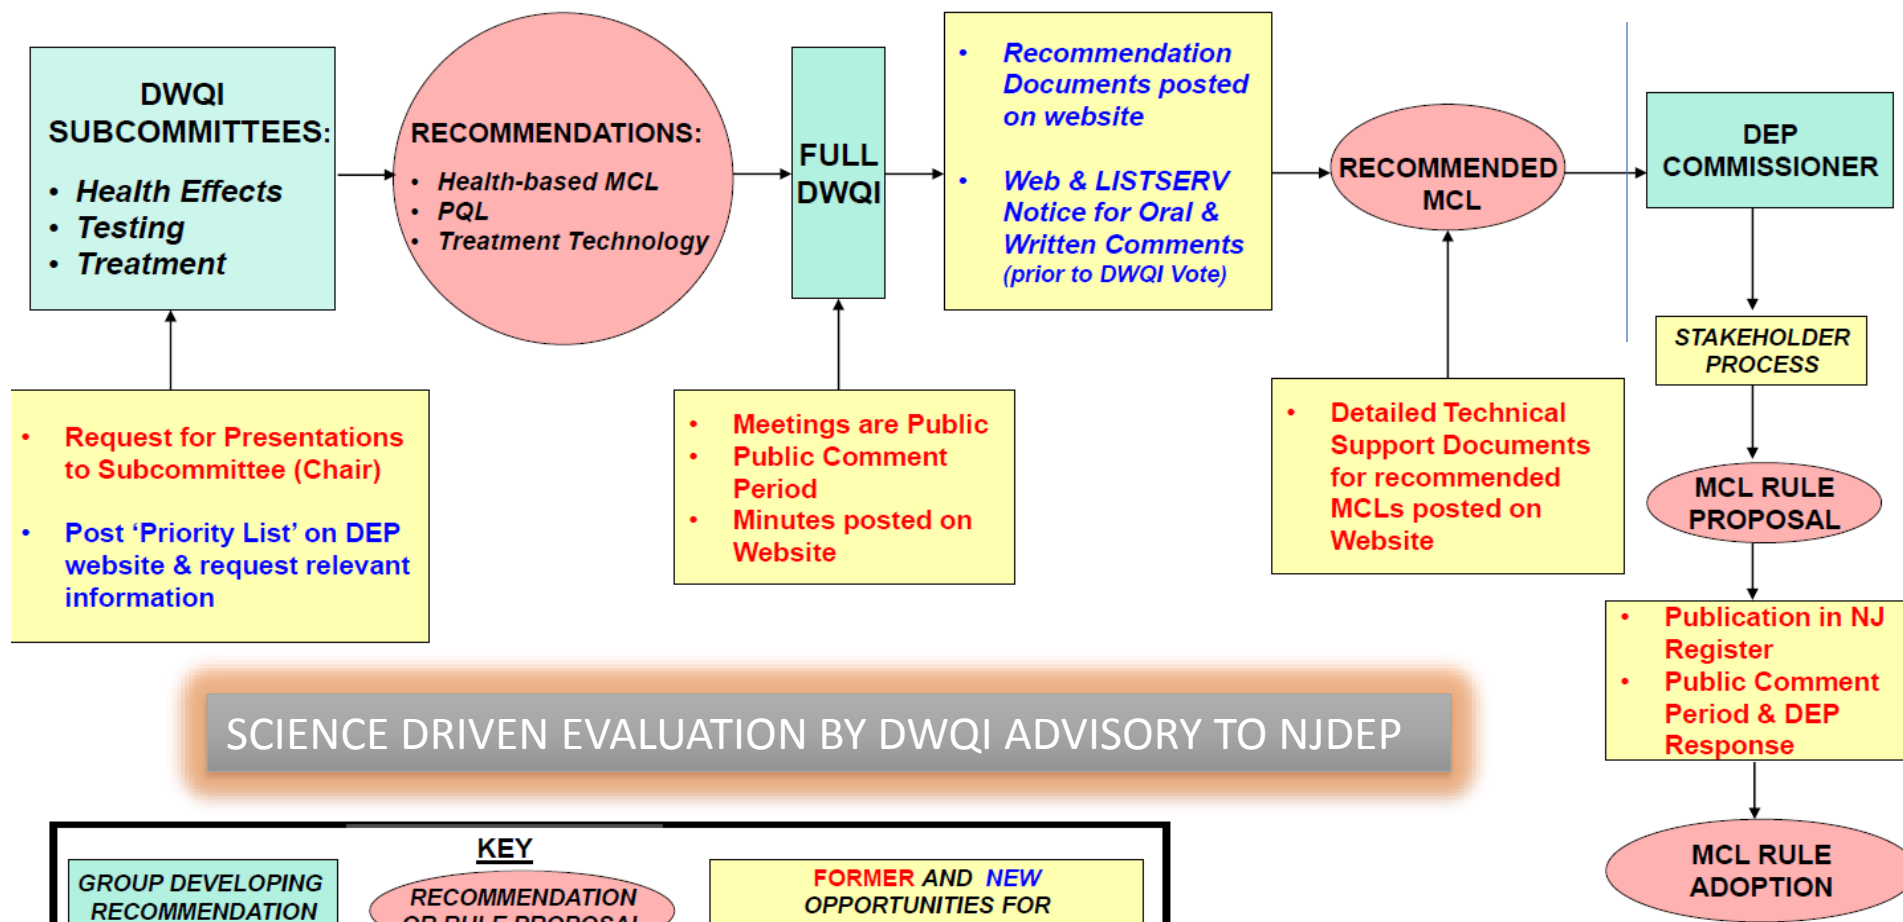 DWQI
SUBCOMMITTEES:
• Health Effects
• Testing
• Treatment
RECOMMENDATIONS:
• Health-based MCL
• PQL
• Treatment Technology
FULL
DWQI
• Recommendation
Documents posted
on website
• Web & LISTSERV
Notice for Oral &
Written Comments
(prior to DWQI Vote)
RECOMMENDED
MCL
DEP
COMMISSIONER
STAKEHOLDER
PROCESS
• Request for Presentations
to Subcommittee (Chair)
• Post ‘Priority List’ on DEP
website & request relevant
information
• Meetings are Public
• Public Comment
Period
• Minutes posted on
Website
• Detailed Technical
Support Documents
for recommended
MCLs posted on
Website
MCL RULE
PROPOSAL
• Publication in NJ
Register
• Public Comment
Period & DEP
Response
MCL RULE
ADOPTION
SCIENCE DRIVEN EVALUATION BY DWQI ADVISORY TO NJDEP
KEY
GROUP DEVELOPING
RECOMMENDATION
RECOMMENDATION
OR RULE PROPOSAL
FORMER AND NEW
OPPORTUNITIES FOR